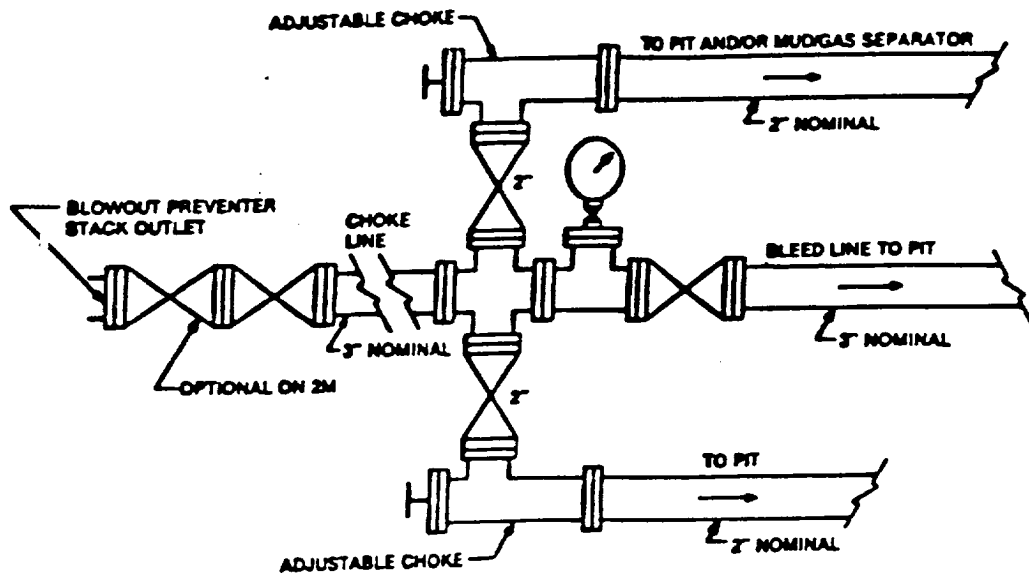 ADJUSTABLE CHOKE
TO PIT AND/OR MUD/GAS SEPARATOR
2" NOMINAL
2"
BLOWOUT PREVENTER
STACK OUTLET
CHOKE
LINE
BLEED LINE TO PIT
3" NOMINAL
3" NOMINAL
OPTIONAL ON 2M
2"
TO PIT
2" NOMINAL
ADJUSTABLE CHOKE